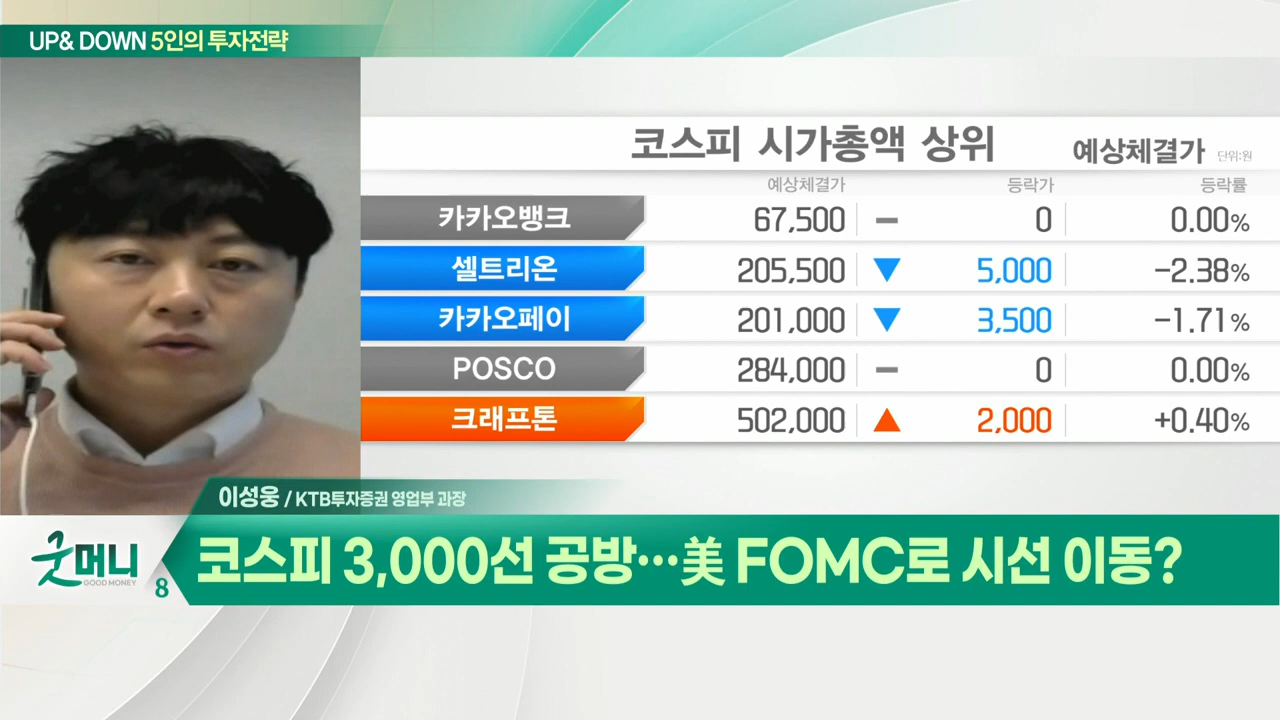 UP& DOWN 5인의 투자전략
코스피 시가총액 상위 예상체결가 단위:원
예상체결가 등락가 등락률
카카오뱅크 67,500 – 0 0.00%
셀트리온 205,500 ▼ 5,000 -2.38%
카카오페이 201,000 ▼ 3,500 -1.71%
POSCO 284,000 – 0 0.00%
크래프톤 502,000 ▲ 2,000 +0.40%
이성웅 / KTB투자증권 영업부 과장
굿머니 GOOD MONEY 8
코스피 3,000선 공방…美 FOMC로 시선 이동?